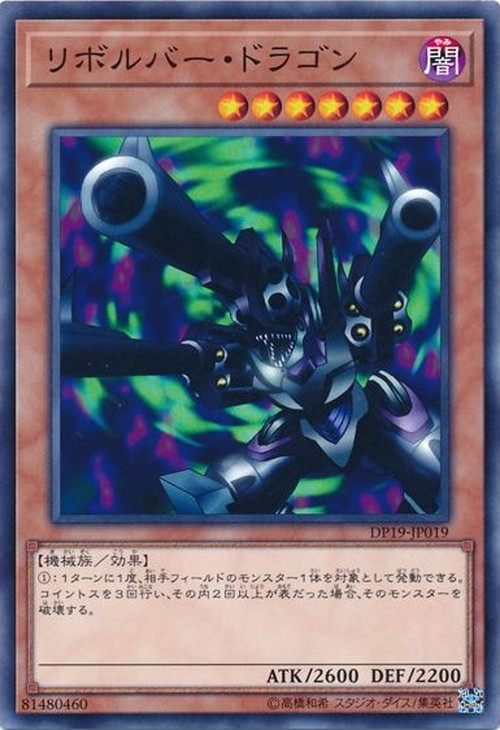 リボルバー・ドラゴン
やみ
闇
DP19-JP019
【機械族／効果】
①：1ターンに1度、相手フィールドのモンスター1体を対象として発動できる。
コイントスを3回行い、その内2回以上が表だった場合、そのモンスターを
破壊する。
ATK/2600 DEF/2200
81480460
©高橋和希 スタジオ・ダイス/集英社